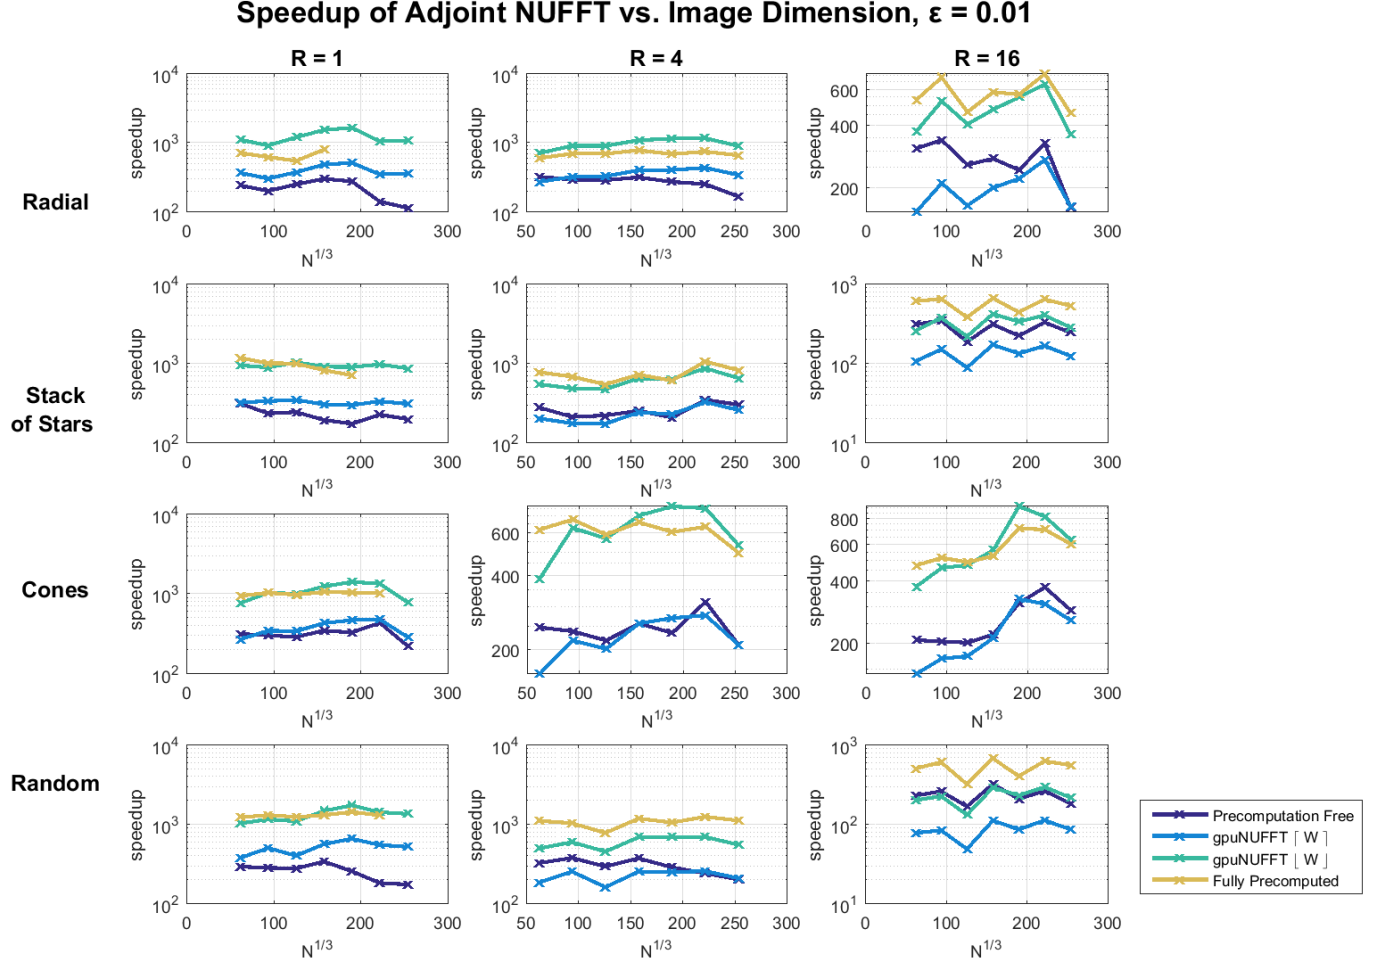 Speedup of Adjoint NUFFT vs. Image Dimension, ε = 0.01
R = 1
R = 4
R = 16
Radial
speedup
10^4
10^3
10^2
0 100 200 300
N^1/3
speedup
10^4
10^3
10^2
50 100 150 200 250 300
N^1/3
speedup
600
400
200
0 100 200 300
N^1/3
Stack
of Stars
speedup
10^4
10^3
10^2
0 100 200 300
N^1/3
speedup
10^4
10^3
10^2
50 100 150 200 250 300
N^1/3
speedup
10^3
10^2
10^1
0 100 200 300
N^1/3
Cones
speedup
10^4
10^3
10^2
0 100 200 300
N^1/3
speedup
600
400
200
50 100 150 200 250 300
N^1/3
speedup
800
600
400
200
0 100 200 300
N^1/3
Random
speedup
10^4
10^3
10^2
0 100 200 300
N^1/3
speedup
10^4
10^3
10^2
50 100 150 200 250 300
N^1/3
speedup
10^3
10^2
10^1
0 100 200 300
N^1/3
Precomputation Free
gpuNUFFT ⌈W⌉
gpuNUFFT ⌊W⌋
Fully Precomputed